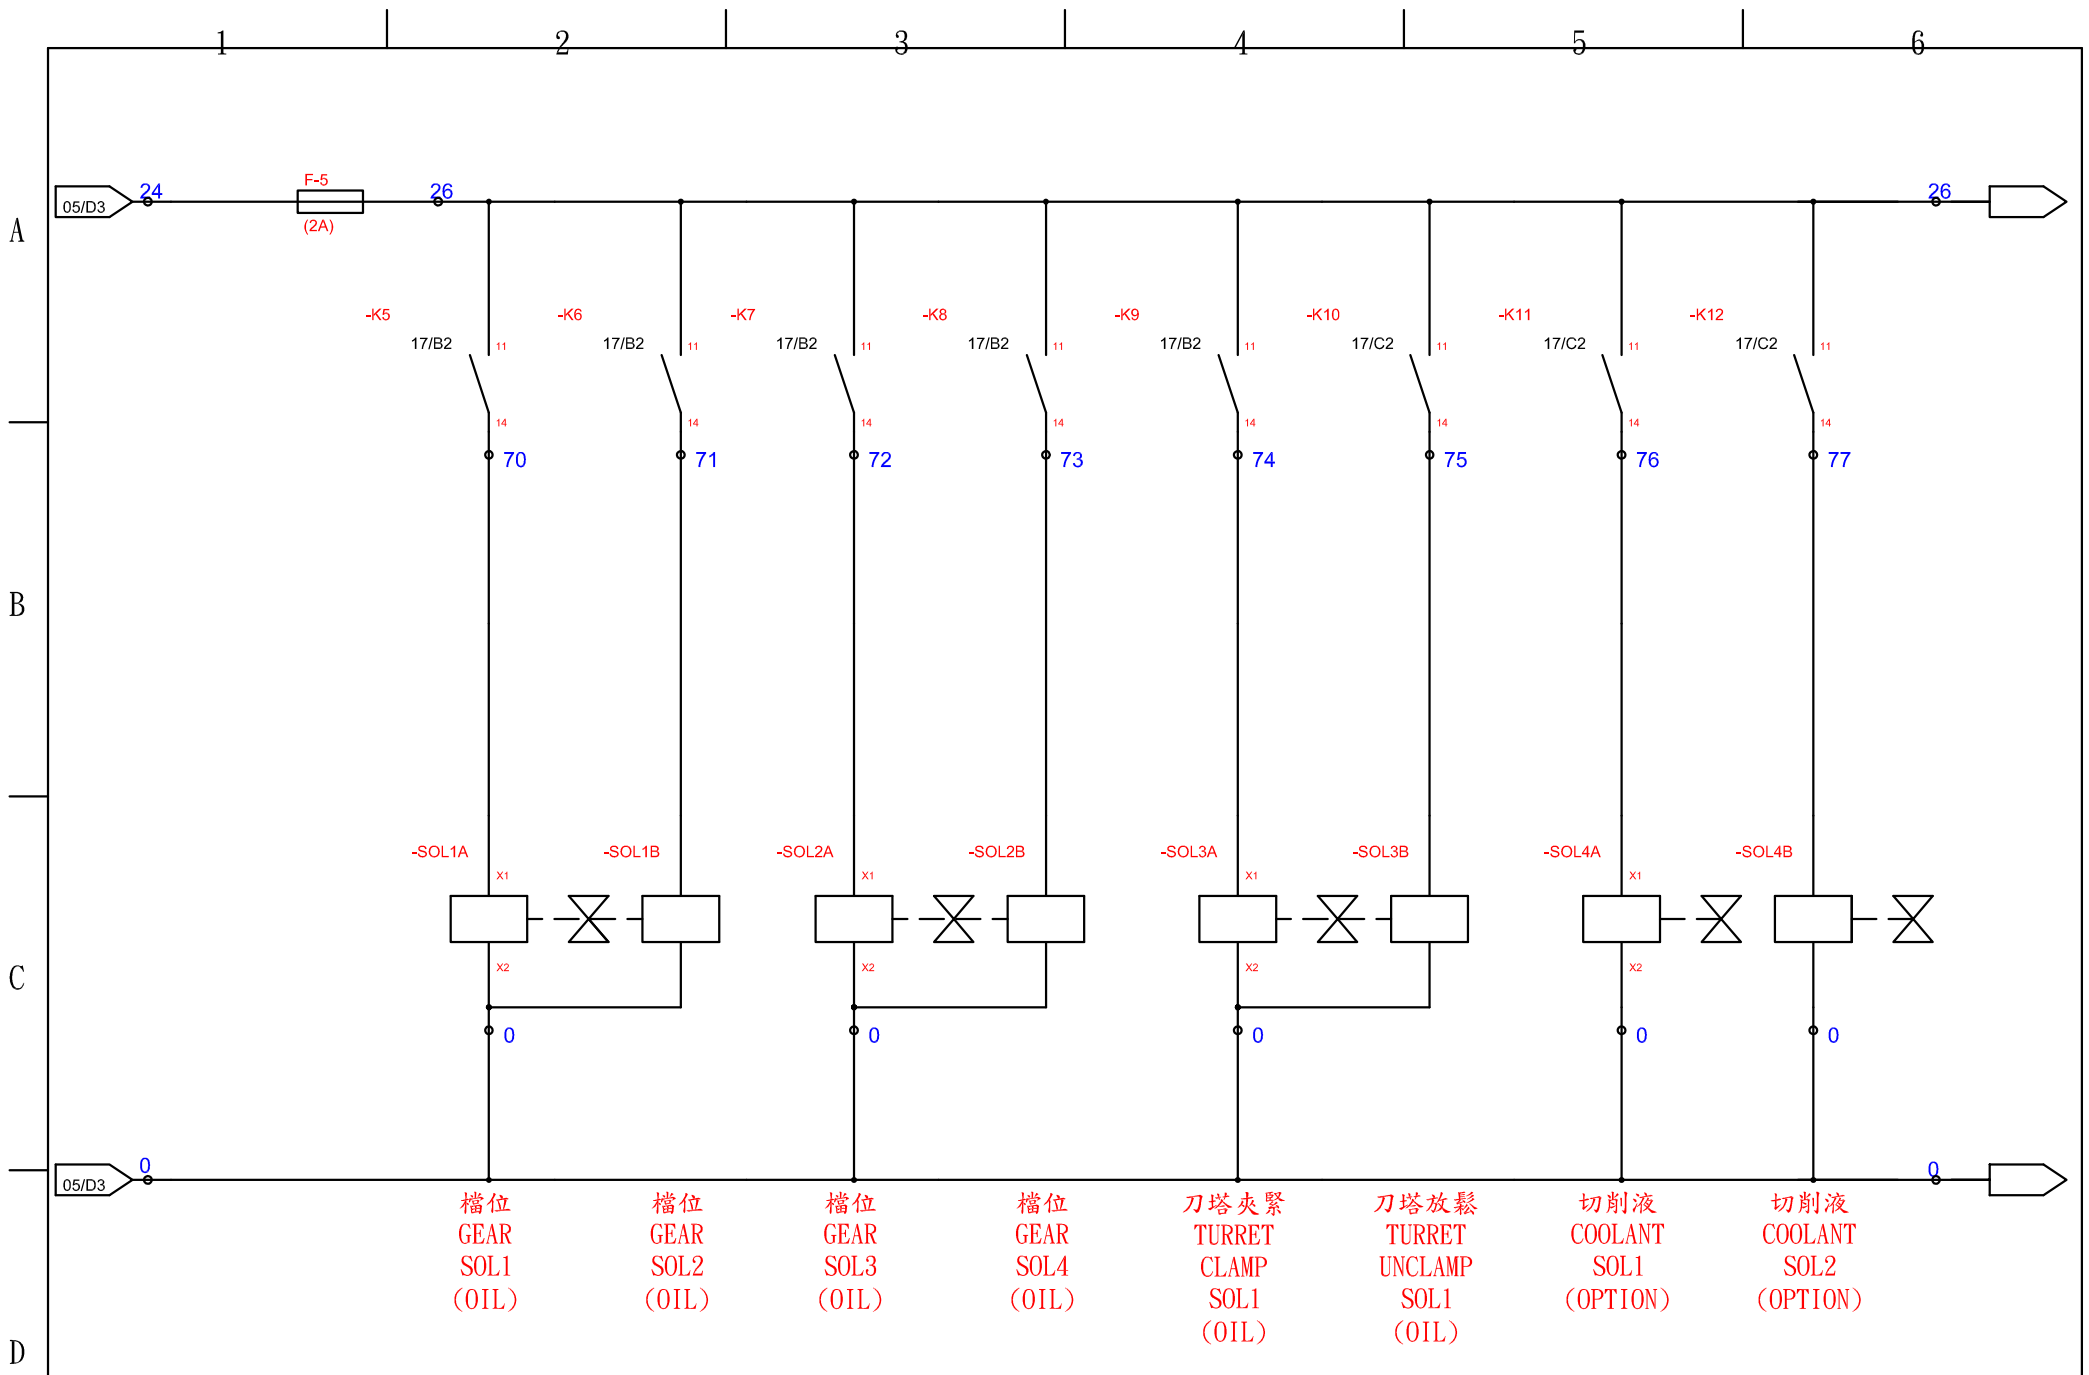 1 2 3 4 5 6
A
24 F-5 26 26
05/D3
(2A)
-K5 -K6 -K7 -K8 -K9 -K10 -K11 -K12
17/B2 11 17/B2 11 17/B2 11 17/B2 11 17/B2 11 17/C2 11 17/C2 11 17/C2 11
14 14 14 14 14 14 14 14
70 71 72 73 74 75 76 77
B
-SOL1A -SOL1B -SOL2A -SOL2B -SOL3A -SOL3B -SOL4A -SOL4B
X1 X1 X1 X1
C
X2 X2 X2 X2
0 0 0 0 0
0 0
05/D3
檔位
GEAR
SOL1
(OIL)
檔位
GEAR
SOL2
(OIL)
檔位
GEAR
SOL3
(OIL)
檔位
GEAR
SOL4
(OIL)
刀塔夾緊
TURRET
CLAMP
SOL1
(OIL)
刀塔放鬆
TURRET
UNCLAMP
SOL1
(OIL)
切削液
COOLANT
SOL1
(OPTION)
切削液
COOLANT
SOL2
(OPTION)
D